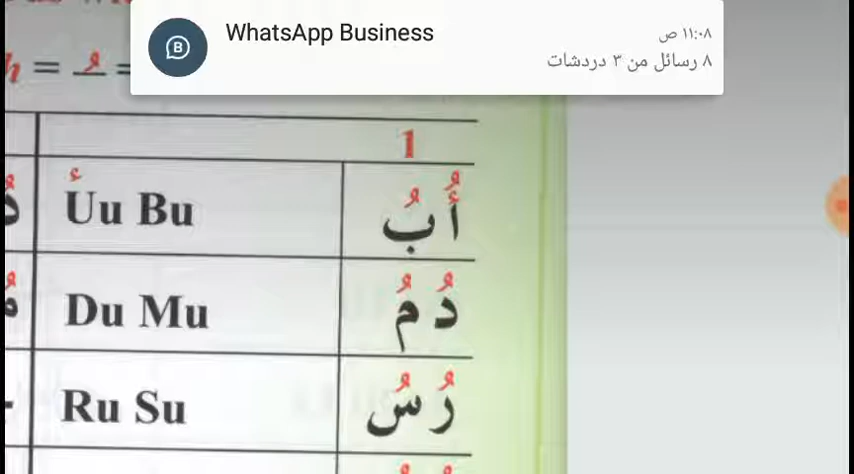 WhatsApp Business
١١:٠٨ ص
٨ رسائل من ٣ دردشات
1
Uu Bu
أُ بُ
Du Mu
دُ مُ
Ru Su
رُ سُ